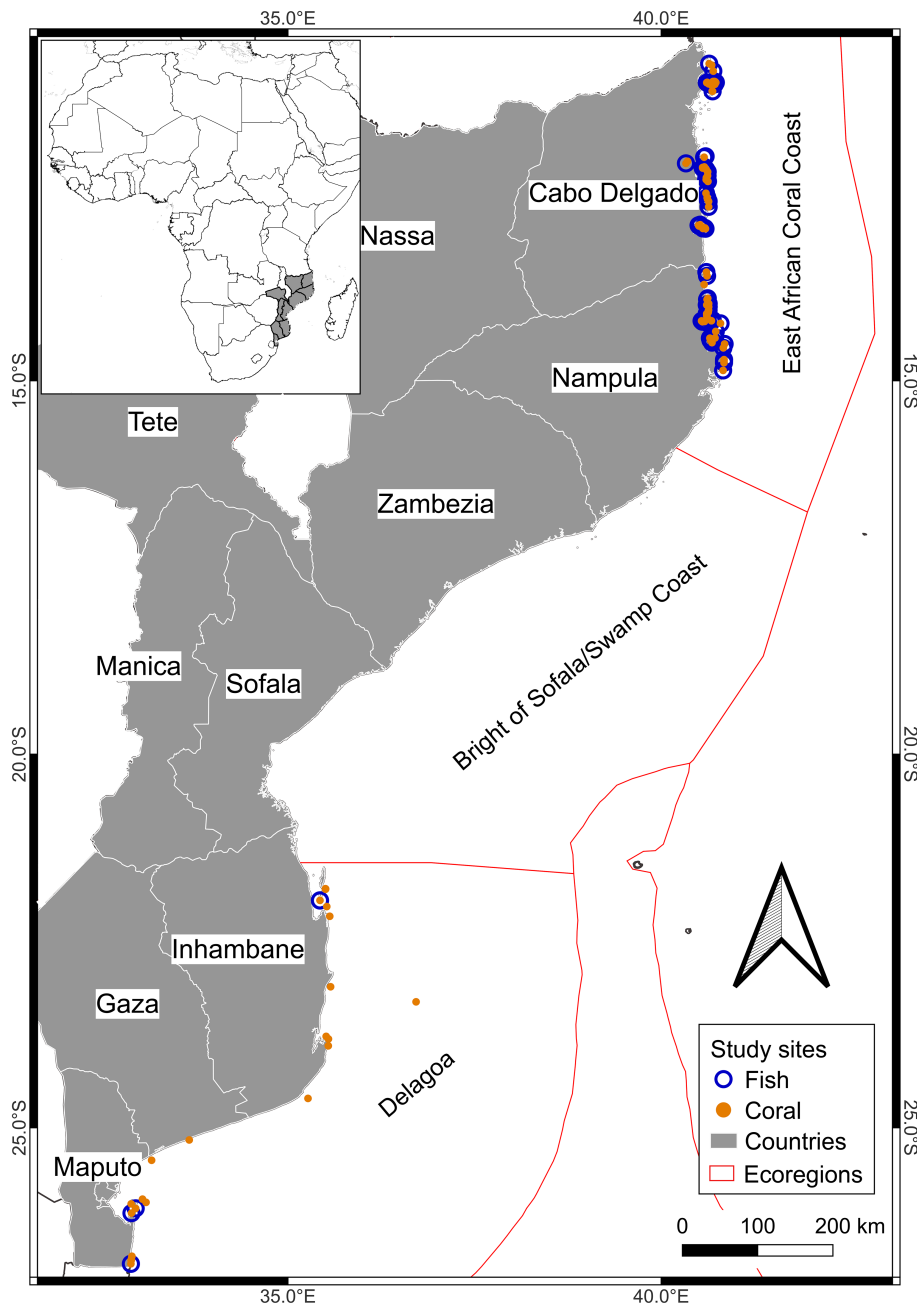 35.0°E
40.0°E
East African Coral Coast
Cabo Delgado
Nassa
15.0°S
15.0°S
Nampula
Tete
Zambezia
Bright of Sofala/Swamp Coast
Manica
Sofala
20.0°S
20.0°S
Inhambane
Gaza
Delagoa
Study sites
Fish
Coral
Countries
Ecoregions
25.0°S
25.0°S
Maputo
0 100 200 km
35.0°E
40.0°E